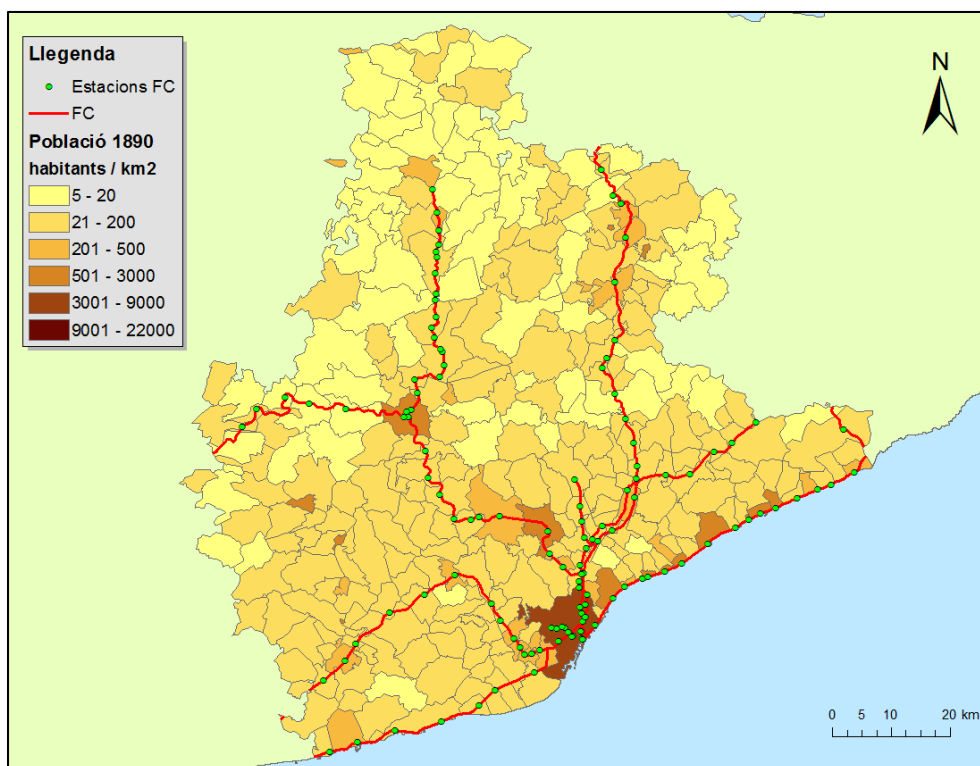 Llegenda
Estacions FC
FC
Població 1890
habitants / km2
5 - 20
21 - 200
201 - 500
501 - 3000
3001 - 9000
9001 - 22000
N
0 5 10 20 km